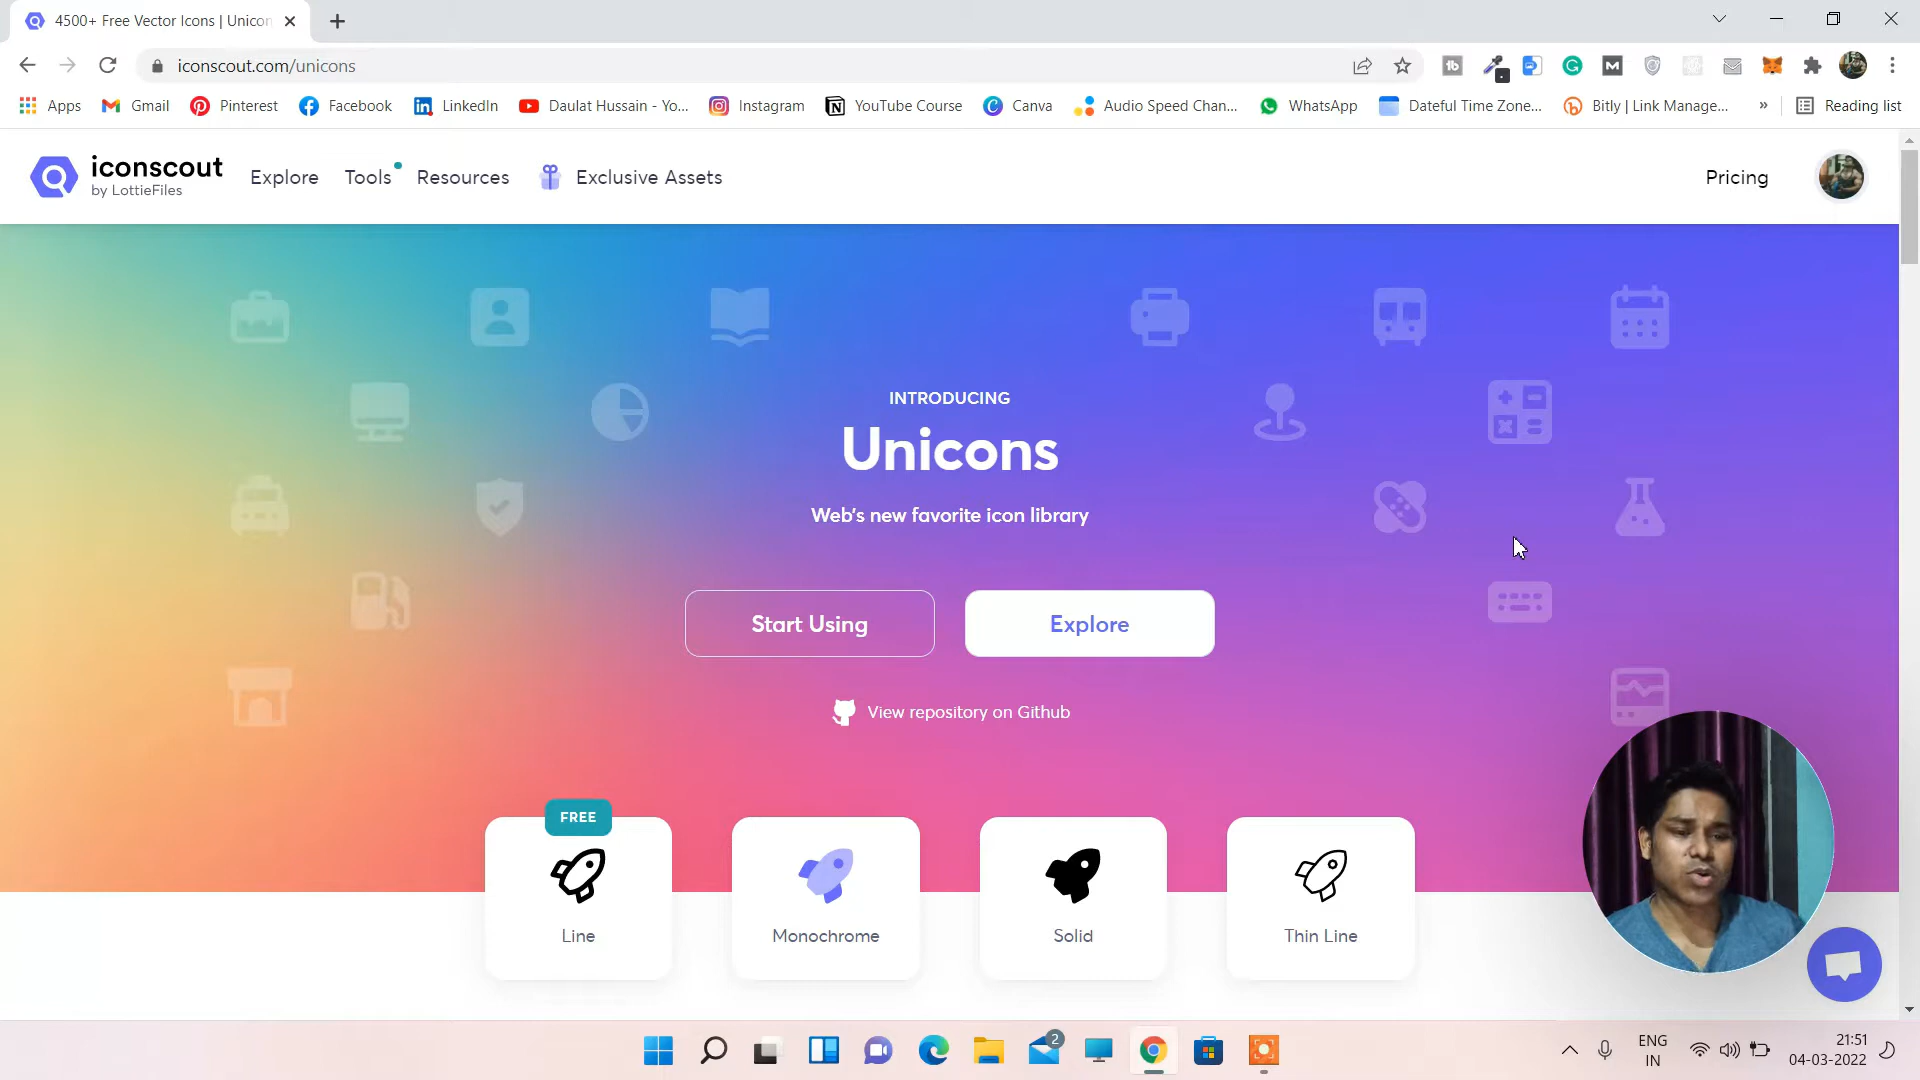 4500+ Free Vector Icons | Unicon
iconscout.com/unicons
Apps
Gmail
Pinterest
Facebook
LinkedIn
Daulat Hussain - Yo...
Instagram
YouTube Course
Canva
Audio Speed Chan...
WhatsApp
Dateful Time Zone...
Bitly | Link Manage...
»
Reading list
iconscout
by LottieFiles
Explore
Tools
Resources
Exclusive Assets
Pricing
INTRODUCING
Unicons
Web's new favorite icon library
Start Using
Explore
View repository on Github
FREE
Line
Monochrome
Solid
Thin Line
2
ENG
IN
21:51
04-03-2022